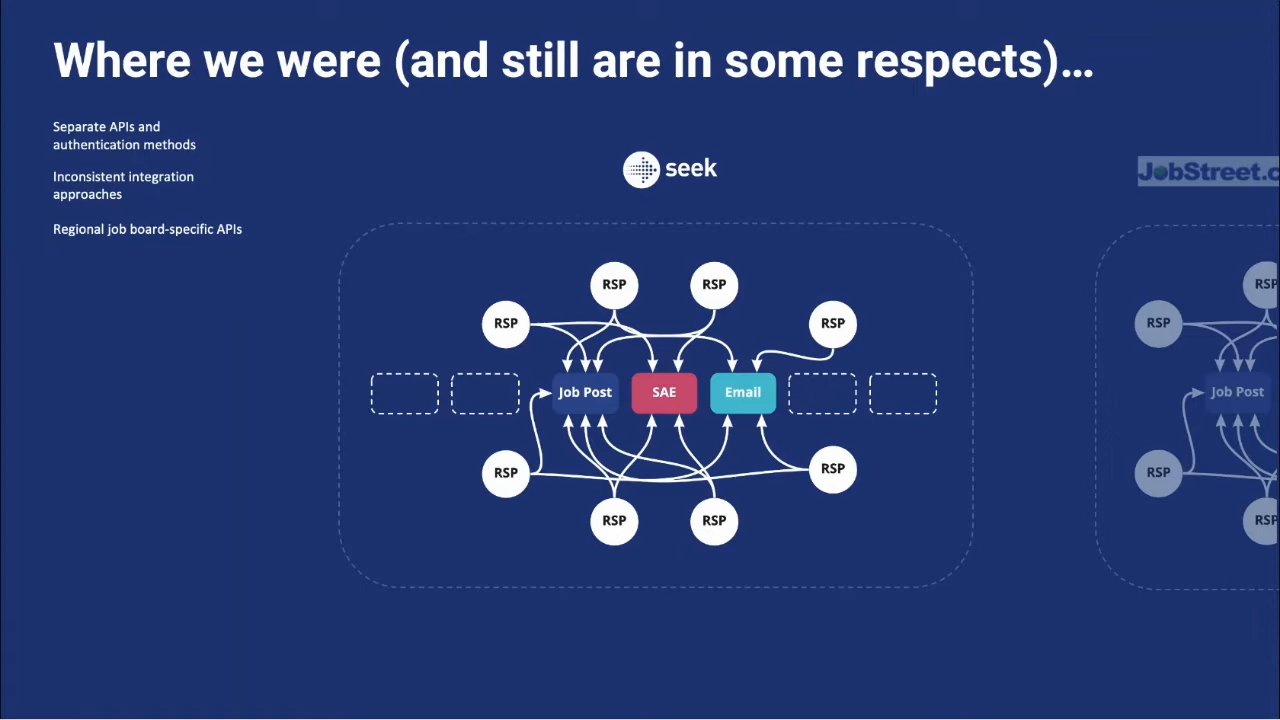 Where we were (and still are in some respects)...
Separate APIs and
authentication methods
Inconsistent integration
approaches
Regional job board-specific APIs
seek
JobStreet.c
RSP
RSP
RSP
RSP
RSP
RSP
Job Post
SAE
Email
Job Post
RSP
RSP
RSP
RSP
RSP
RSP